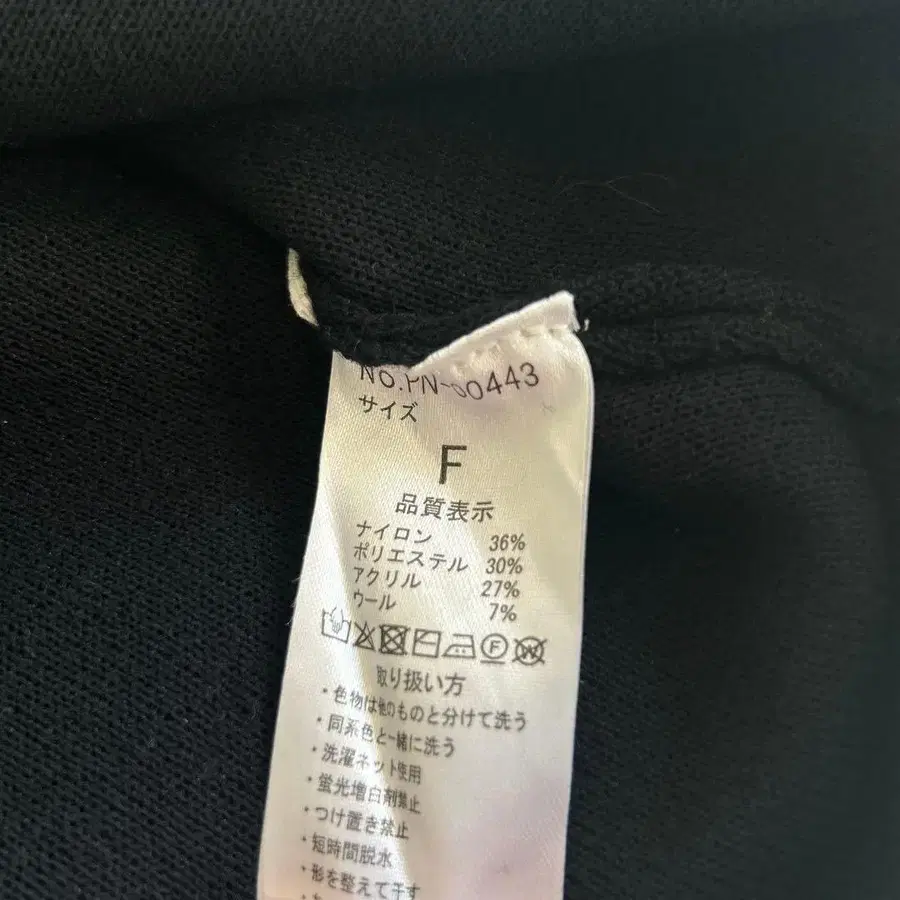 NO.PN-60443
サイズ
F
品質表示
ナイロン 36%
ポリエステル 30%
アクリル 27%
ウール 7%
F W
取り扱い方
・色物は他のものと分けて洗う
・同系色と一緒に洗う
・洗濯ネット使用
・蛍光増白剤禁止
・つけ置き禁止
・短時間脱水
・形を整えて干す